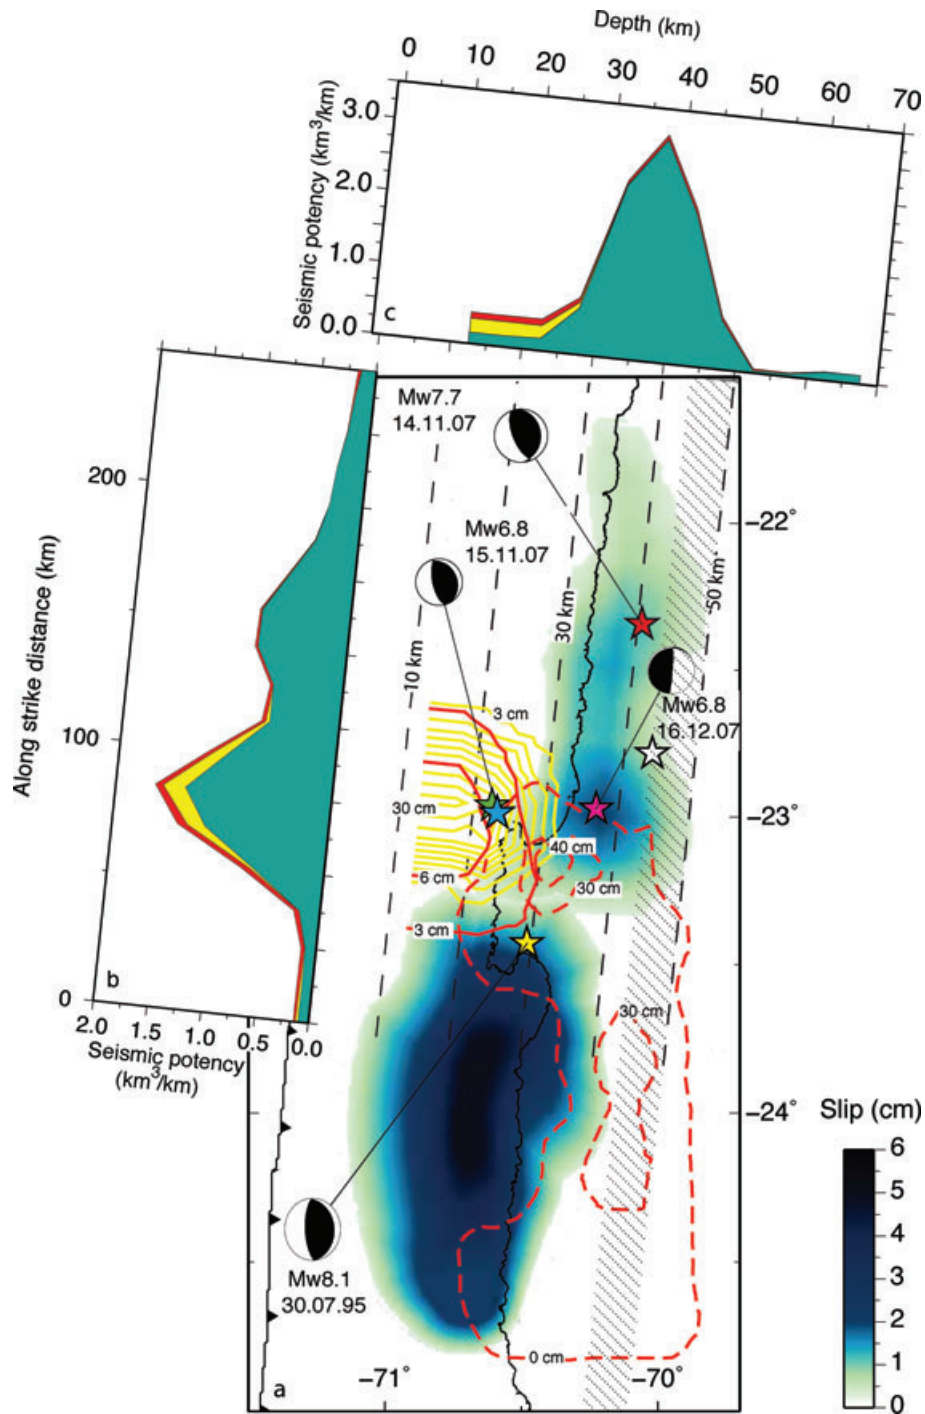 Depth (km)
0 10 20 30 40 50 60 70
Seismic potency (km³/km)
3.0
2.0
1.0
0.0
c
Mw7.7
14.11.07
Mw6.8
15.11.07
200
100
0
Along strike distance (km)
b
2.0 1.5 1.0 0.5 0.0
Seismic potency
(km³/km)
-22°
-23°
-24°
10 km
30 km
50 km
Mw6.8
16.12.07
3 cm
30 cm
40 cm
6 cm
30 cm
3 cm
30 cm
Mw8.1
30.07.95
0 cm
a
-71°
-70°
Slip (cm)
6
5
4
3
2
1
0